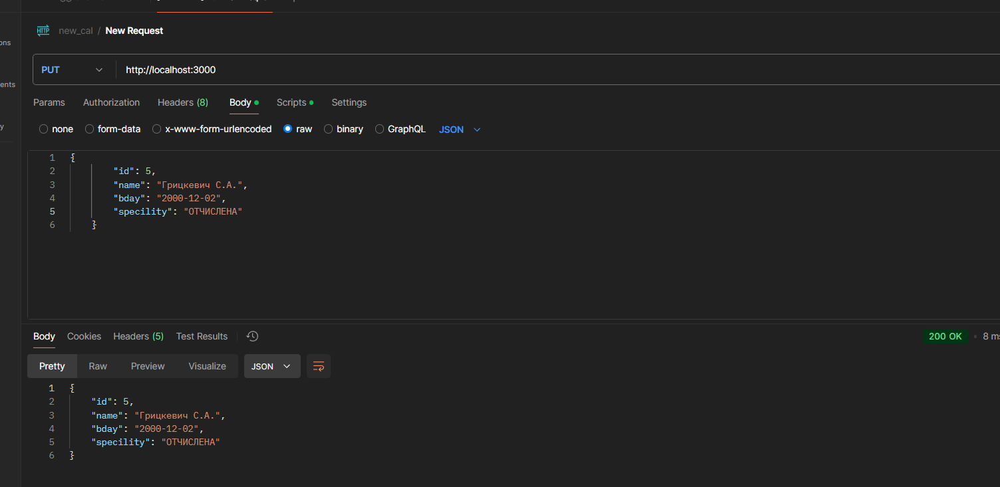 new_cal / New Request
ons
PUT http://localhost:3000
ents
Params Authorization Headers (8) Body Scripts Settings
y
none form-data x-www-form-urlencoded raw binary GraphQL JSON
1 {
2 "id": 5,
3 "name": "Грицкевич С.А.",
4 "bday": "2000-12-02",
5 "specility": "ОТЧИСЛЕНА"
6 }
Body Cookies Headers (5) Test Results 200 OK 8 ms
Pretty Raw Preview Visualize JSON
1 {
2 "id": 5,
3 "name": "Грицкевич С.А.",
4 "bday": "2000-12-02",
5 "specility": "ОТЧИСЛЕНА"
6 }